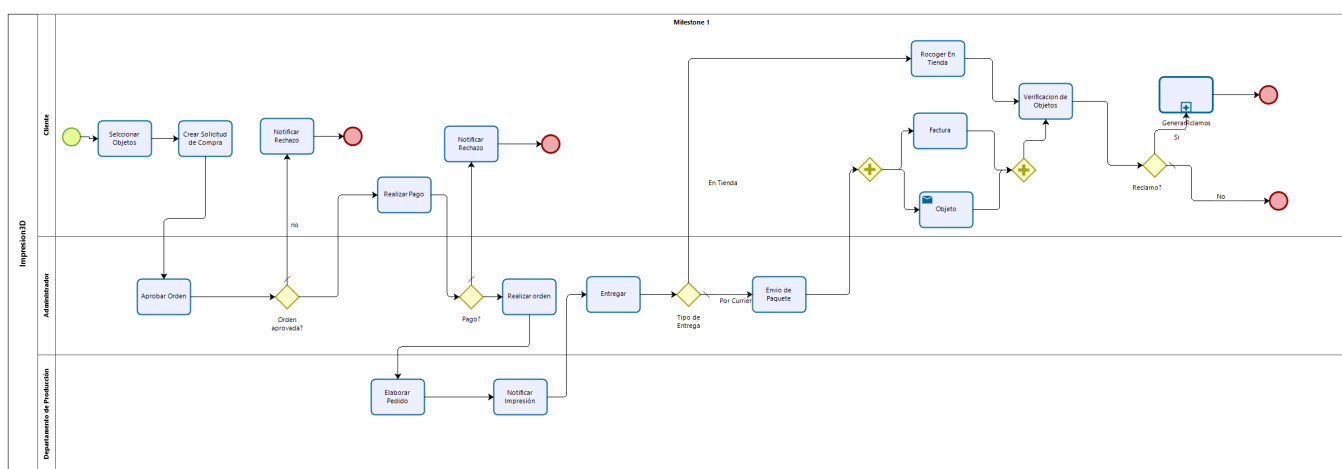 Milestone 1
Impresion3D
Cliente
Selccionar
Objetos
Crear Solicitud
de Compra
Notificar
Rechazo
no
Realizar Pago
Notificar
Rechazo
En Tienda
Rocoger En
Tienda
Factura
Objeto
Verificacion de
Objetos
GenerarRclamos
Si
Reclamo?
No
Administrador
Aprobar Orden
Orden
aprovada?
Pago?
Realizar orden
Entregar
Tipo de
Entrega
Por Currier
Envio de
Paquete
Departamento de Producción
Elaborar
Pedido
Notificar
Impresión